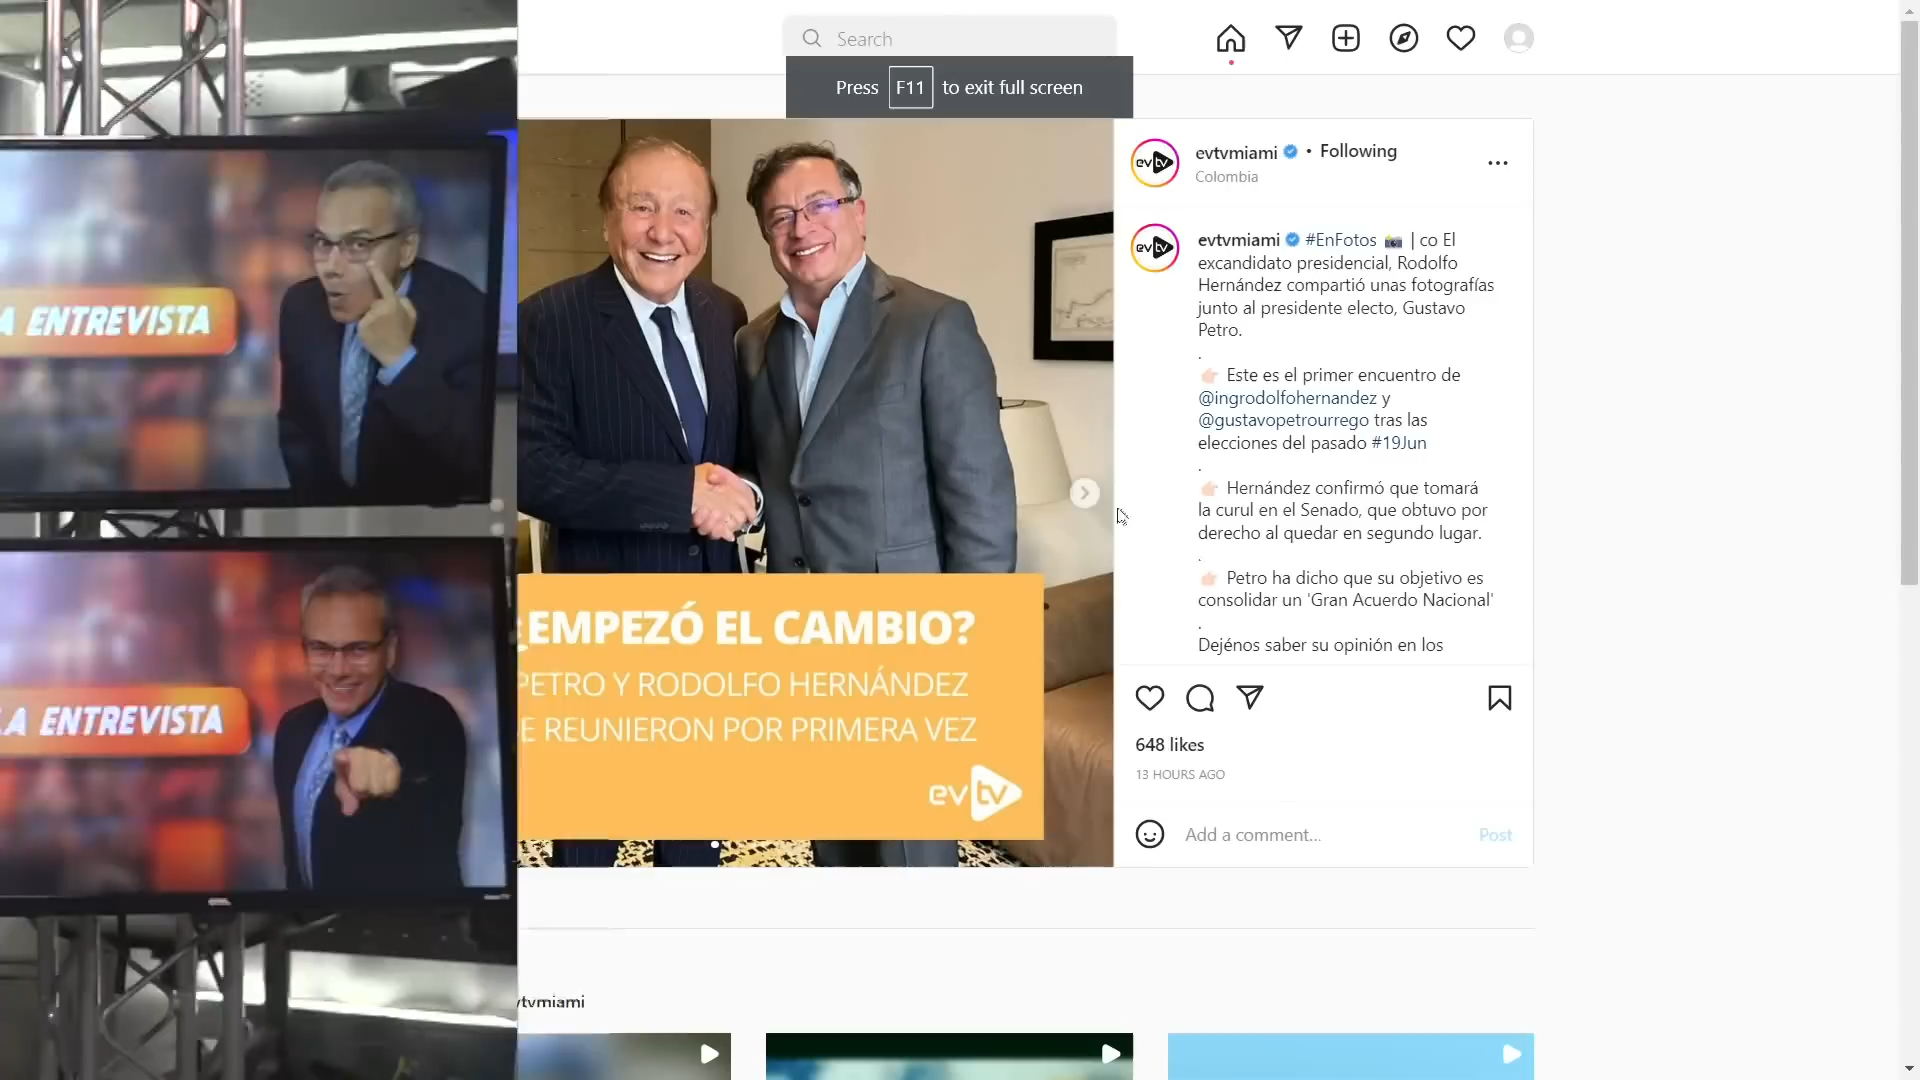 Search
Press F11 to exit full screen
A ENTREVISTA
A ENTREVISTA
¿EMPEZÓ EL CAMBIO?
PETRO Y RODOLFO HERNÁNDEZ
E REUNIERON POR PRIMERA VEZ
evtv
evtvmiami • Following
Colombia
evtvmiami #EnFotos 📸 | co El
excandidato presidencial, Rodolfo
Hernández compartió unas fotografías
junto al presidente electo, Gustavo
Petro.
.
👉🏻 Este es el primer encuentro de
@ingrodolfohernandez y
@gustavopetrourrego tras las
elecciones del pasado #19Jun
.
👉🏻 Hernández confirmó que tomará
la curul en el Senado, que obtuvo por
derecho al quedar en segundo lugar.
.
👉🏻 Petro ha dicho que su objetivo es
consolidar un 'Gran Acuerdo Nacional'
.
Dejénos saber su opinión en los
648 likes
13 HOURS AGO
Add a comment...
Post
vtvmiami